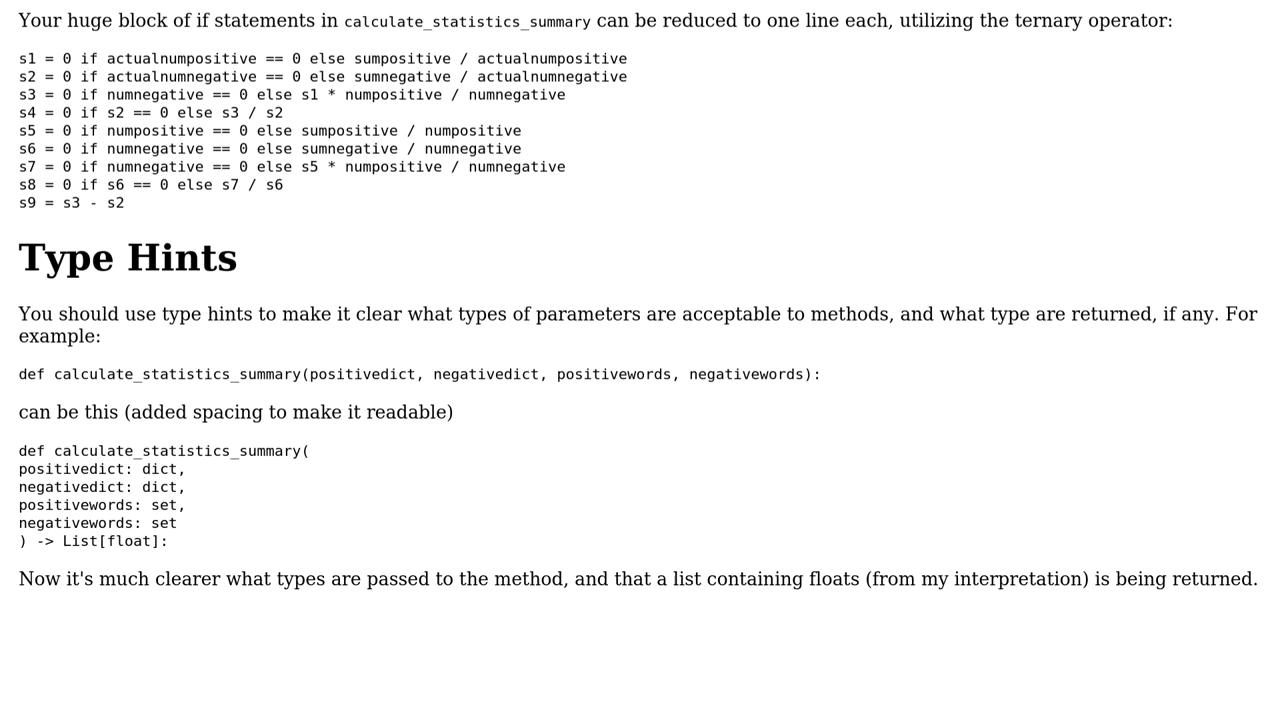 Your huge block of if statements in calculate_statistics_summary can be reduced to one line each, utilizing the ternary operator:
s1 = 0 if actualnumpositive == 0 else sumpositive / actualnumpositive
s2 = 0 if actualnumnegative == 0 else sumnegative / actualnumnegative
s3 = 0 if numnegative == 0 else s1 * numpositive / numnegative
s4 = 0 if s2 == 0 else s3 / s2
s5 = 0 if numpositive == 0 else sumpositive / numpositive
s6 = 0 if numnegative == 0 else sumnegative / numnegative
s7 = 0 if numnegative == 0 else s5 * numpositive / numnegative
s8 = 0 if s6 == 0 else s7 / s6
s9 = s3 - s2
Type Hints
You should use type hints to make it clear what types of parameters are acceptable to methods, and what type are returned, if any. For
example:
def calculate_statistics_summary(positivedict, negativedict, positivewords, negativewords):
can be this (added spacing to make it readable)
def calculate_statistics_summary(
positivedict: dict,
negativedict: dict,
positivewords: set,
negativewords: set
) -> List[float]:
Now it's much clearer what types are passed to the method, and that a list containing floats (from my interpretation) is being returned.